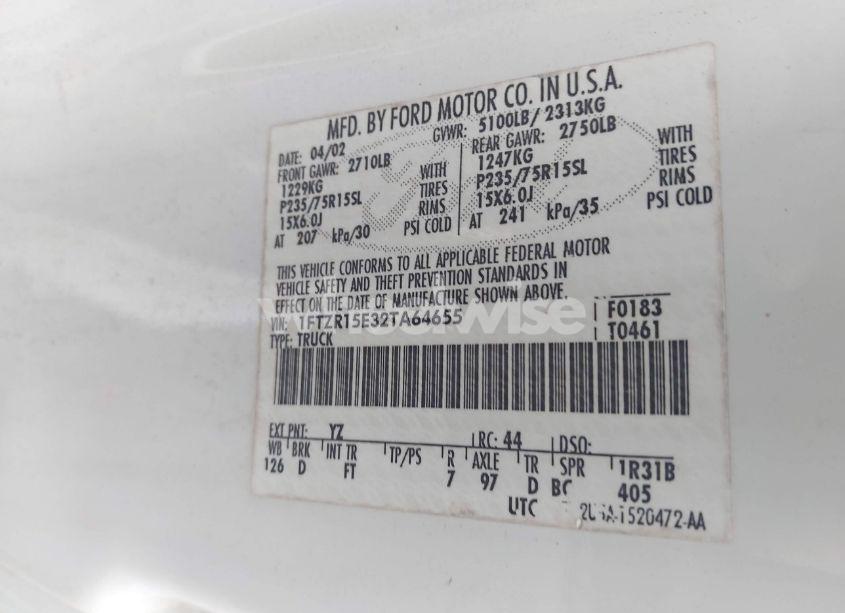 MFD. BY FORD MOTOR CO. IN U.S.A.
DATE: 04/02 GVWR: 5100LB/ 2313KG
FRONT GAWR: 2710LB REAR GAWR: 2750LB
1229KG WITH 1247KG WITH
P235/75R15SL TIRES P235/75R15SL TIRES
15X6.0J RIMS 15X6.0J RIMS
AT 207 kPa/30 PSI COLD AT 241 kPa/35 PSI COLD
THIS VEHICLE CONFORMS TO ALL APPLICABLE FEDERAL MOTOR
VEHICLE SAFETY AND THEFT PREVENTION STANDARDS IN
EFFECT ON THE DATE OF MANUFACTURE SHOWN ABOVE.
VIN: 1FTZR15E32TA64655 F0183
TYPE: TRUCK T0461
EXT PNT: YZ RC: 44 DSO:
WB BRK INT TR TP/PS R AXLE TR SPR 1R31B
126 D FT 7 97 D BC 405
UTC